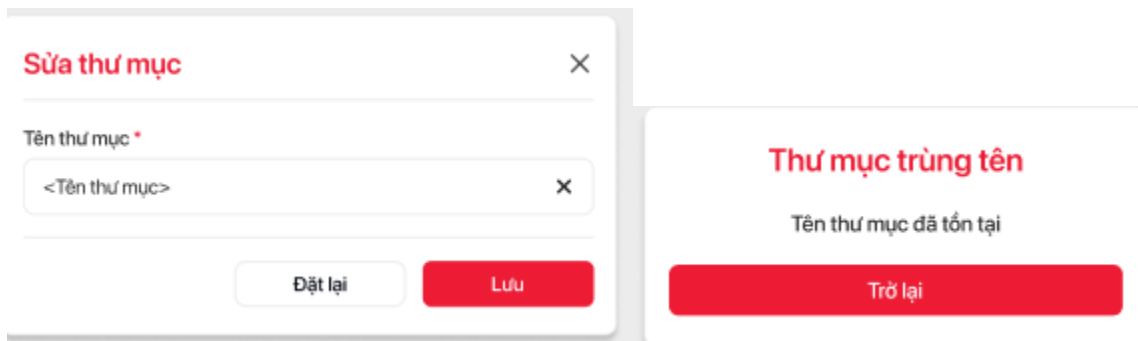 Sửa thư mục
Tên thư mục *
<Tên thư mục>
Đặt lại
Lưu
Thư mục trùng tên
Tên thư mục đã tồn tại
Trở lại